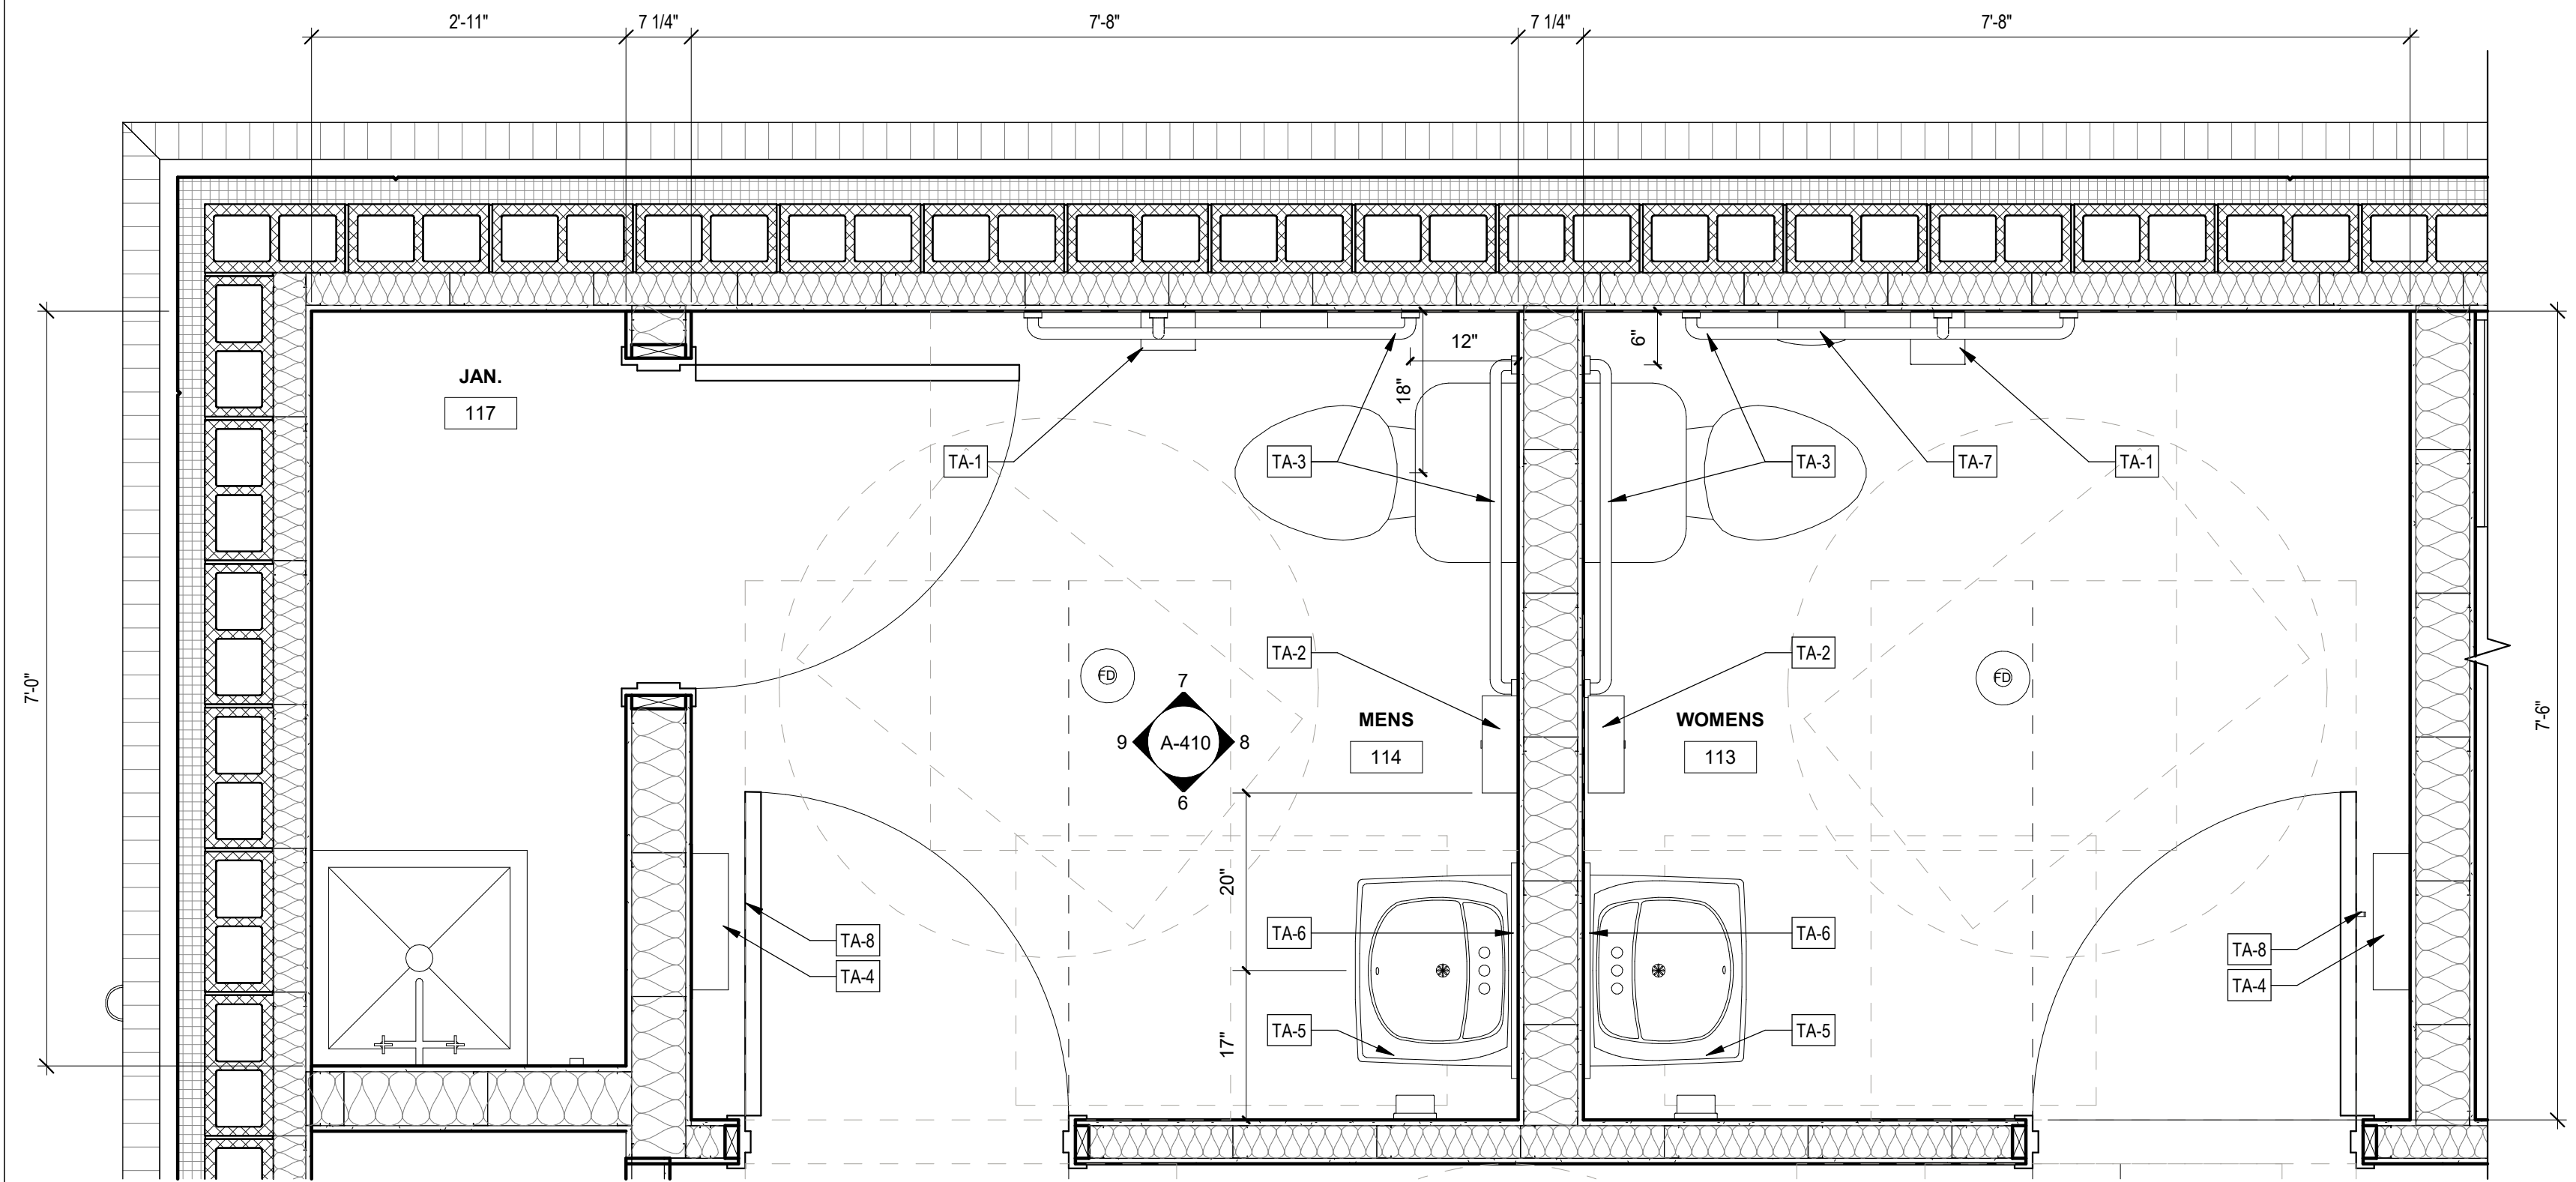 2'-11"
7 1/4"
7'-8"
7 1/4"
7'-8"
12"
6"
18"
JAN.
117
TA-1
TA-3
TA-3
TA-7
TA-1
7'-0"
TA-2
TA-2
FD
FD
7
9
A-410
8
6
MENS
114
WOMENS
113
7'-6"
20"
TA-8
TA-4
TA-6
TA-6
TA-8
TA-4
17"
TA-5
TA-5